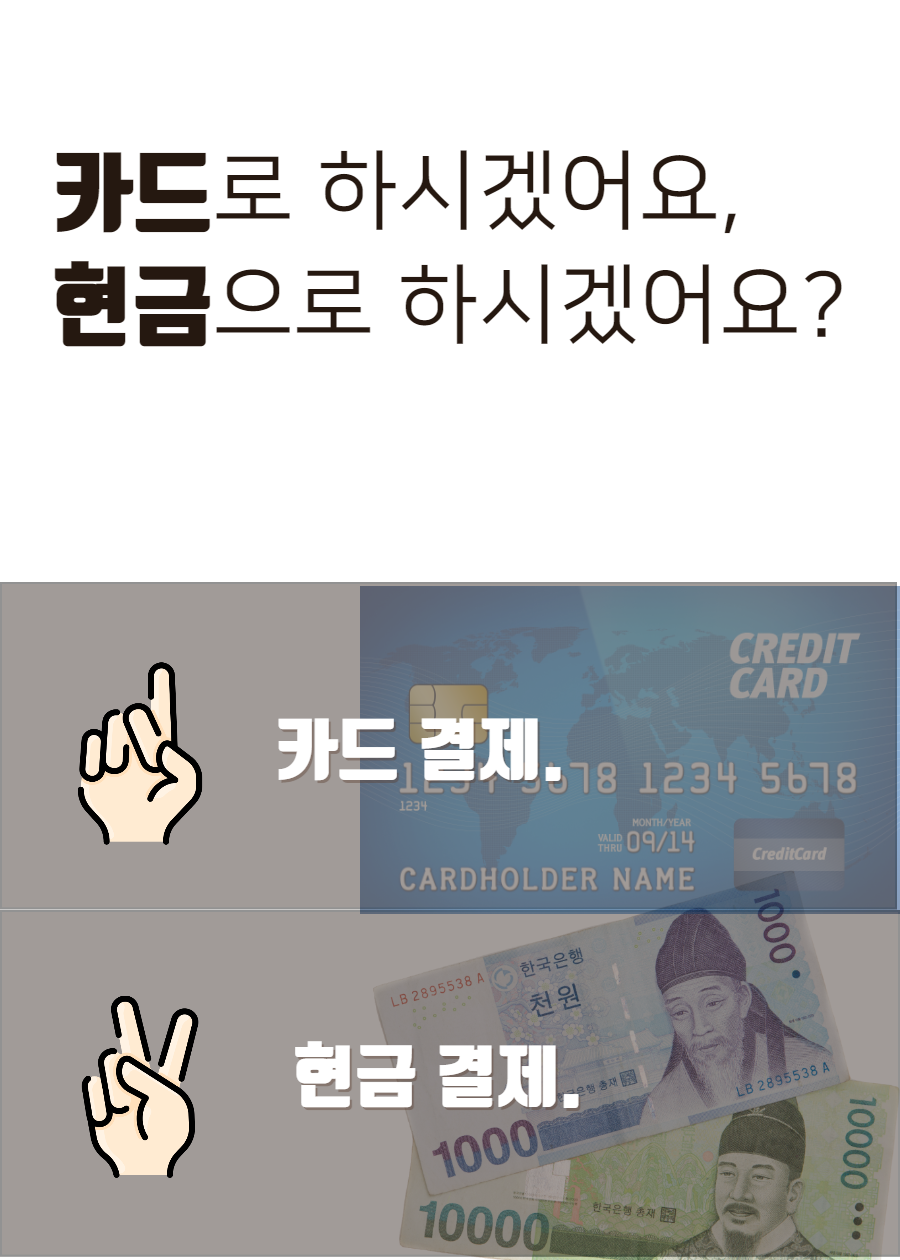 카드로 하시겠어요,
현금으로 하시겠어요?
CREDIT
CARD
카드 결제.
5678 1234 5678
1234
MONTH/YEAR
VALID
THRU 09/14
CreditCard
CARDHOLDER NAME
1000
한국은행
LB 2895538 A
천원
현금 결제.
한국은행 총재
LB 2895538 A
1000
10000
한국은행 총재
10000